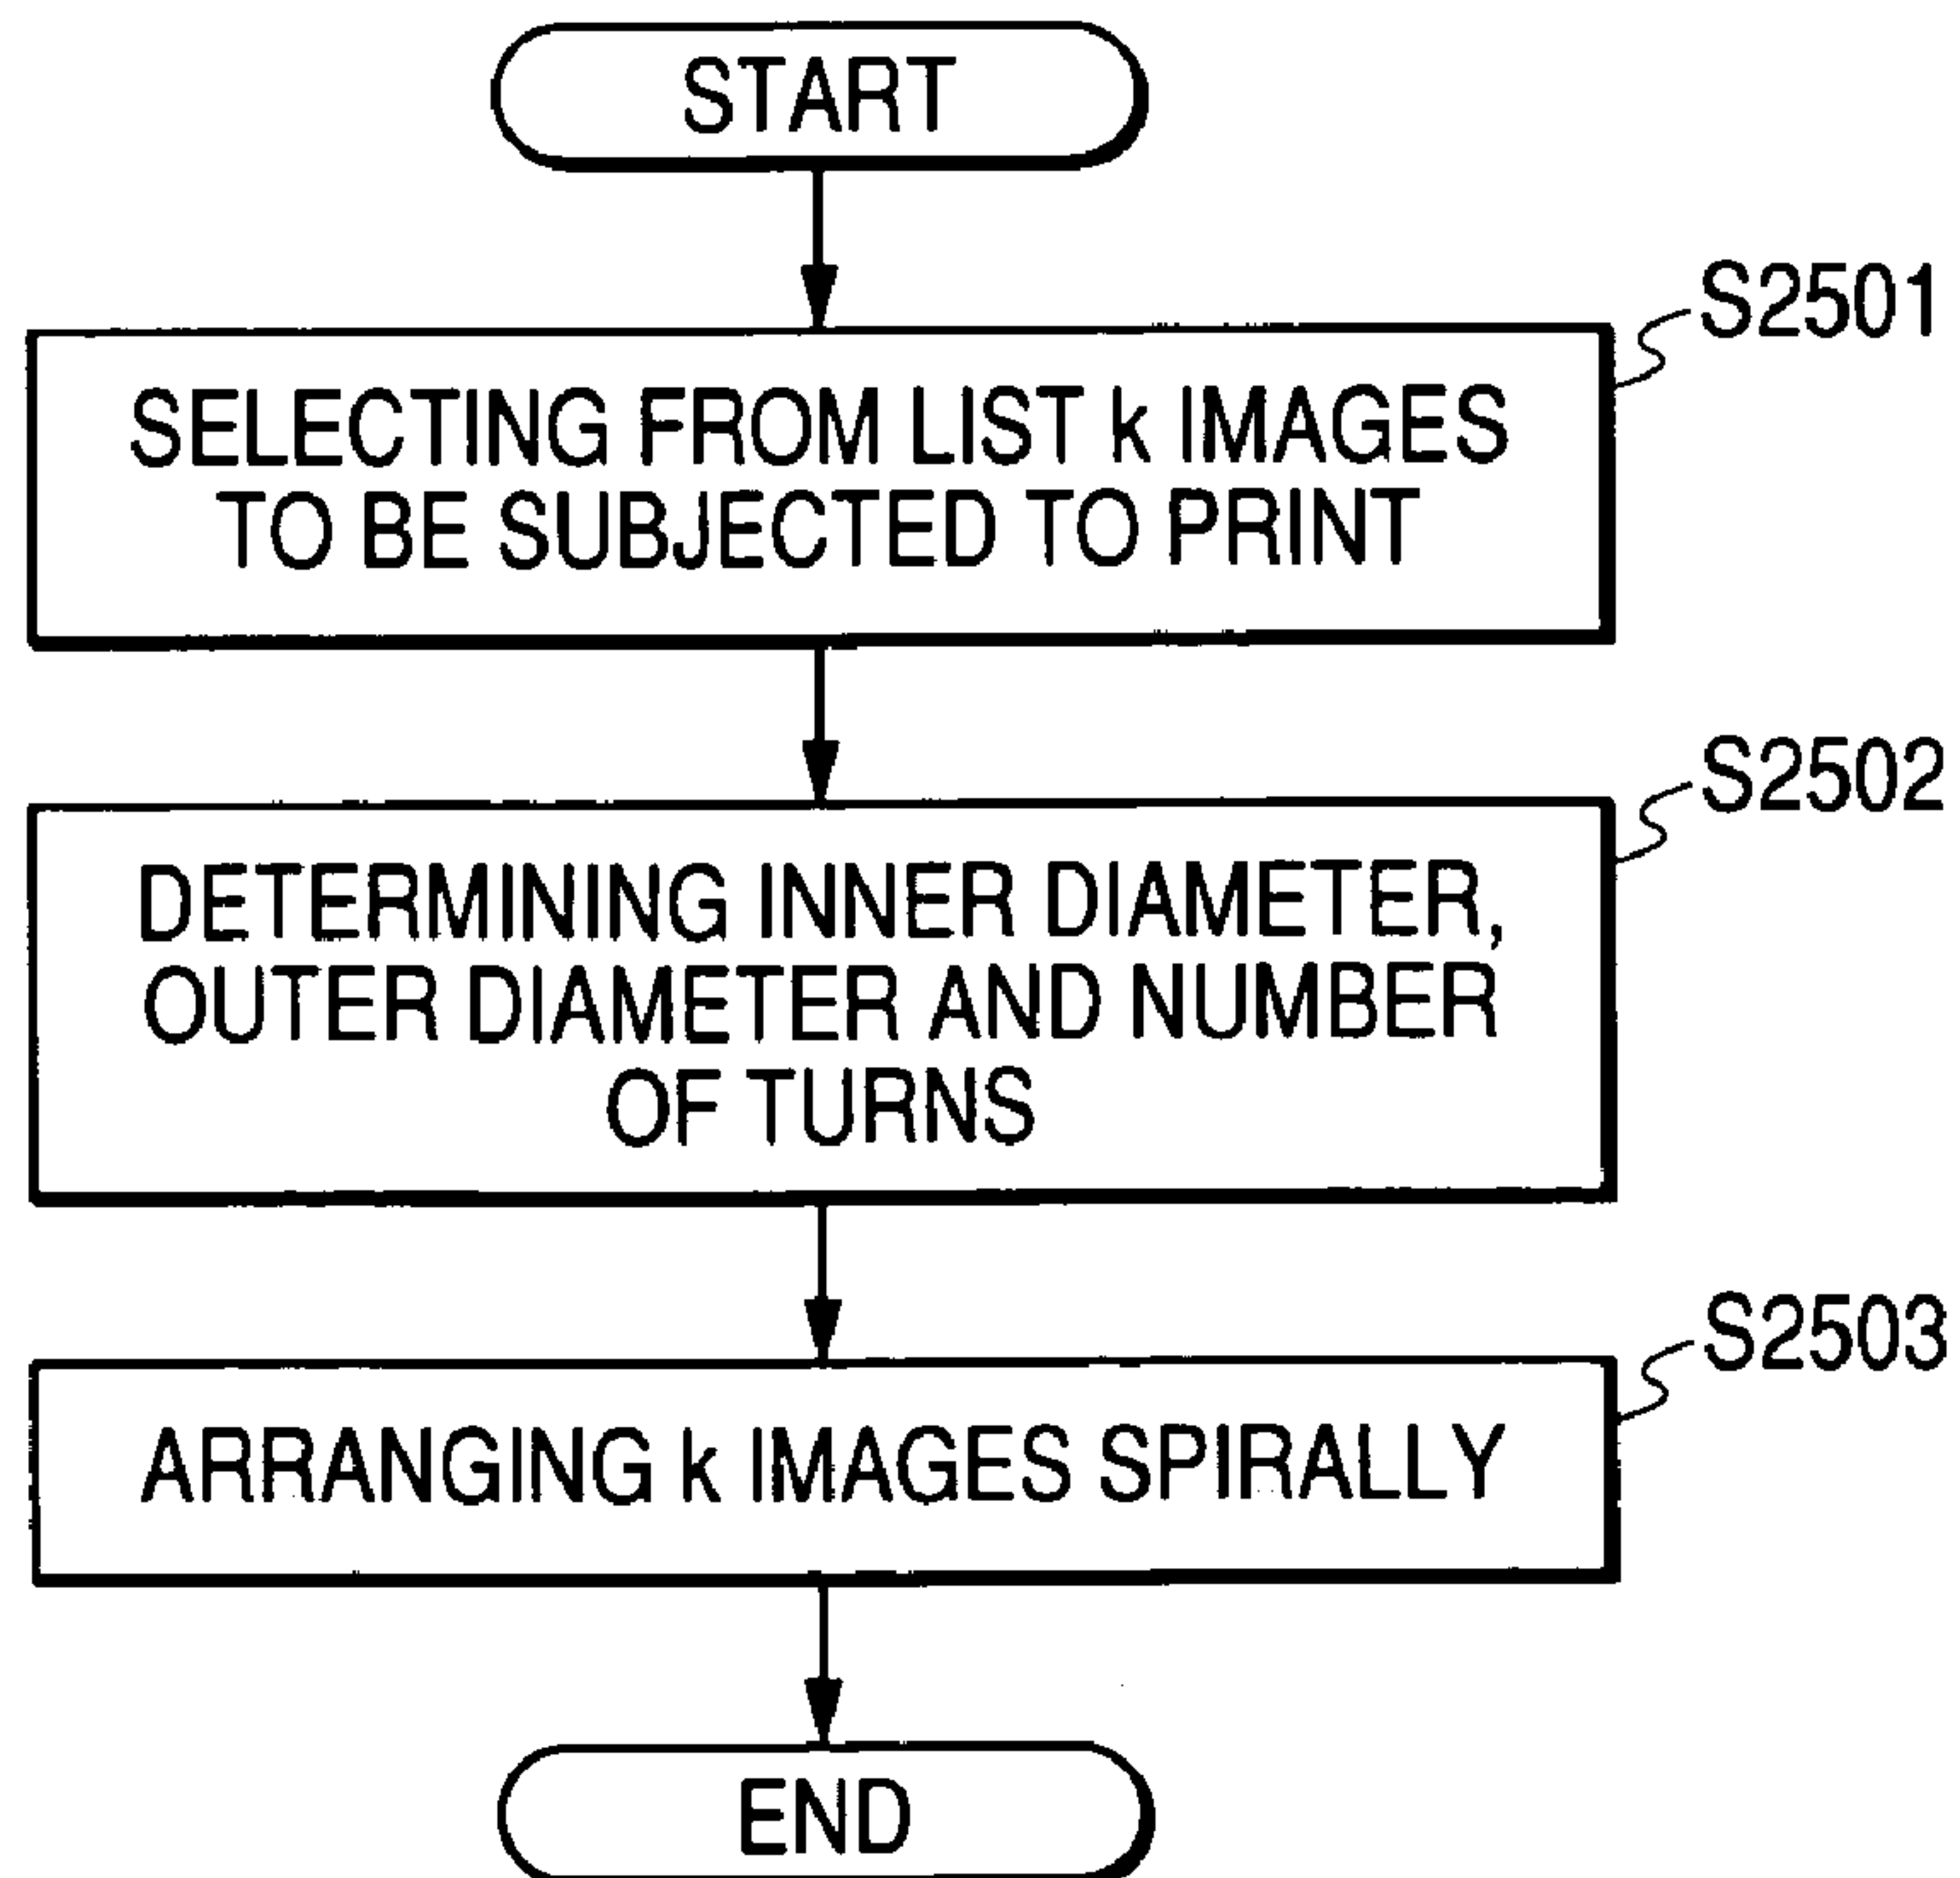 START
S2501
SELECTING FROM LIST k IMAGES
TO BE SUBJECTED TO PRINT
S2502
DETERMINING INNER DIAMETER,
OUTER DIAMETER AND NUMBER
OF TURNS
S2503
ARRANGING k IMAGES SPIRALLY
END